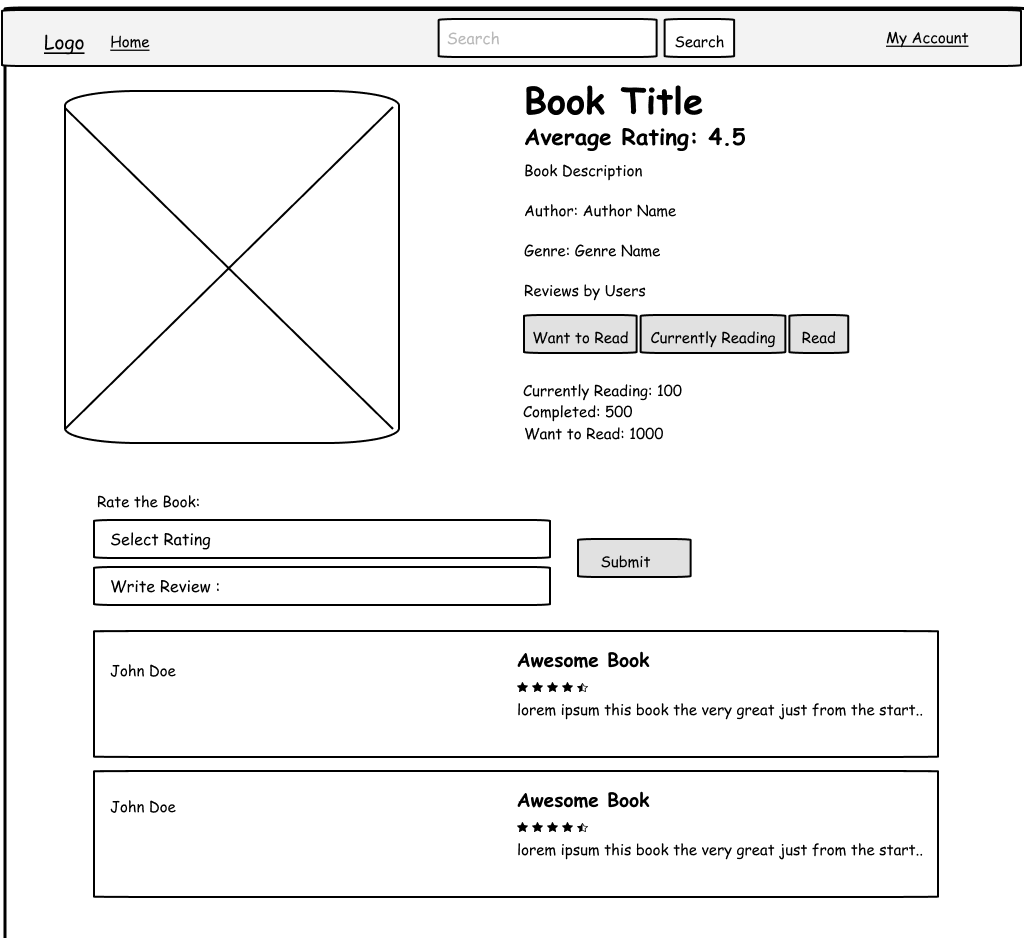 Logo Home Search Search My Account
Book Title
Average Rating: 4.5
Book Description
Author: Author Name
Genre: Genre Name
Reviews by Users
Want to Read Currently Reading Read
Currently Reading: 100
Completed: 500
Want to Read: 1000
Rate the Book:
Select Rating
Submit
Write Review :
John Doe
Awesome Book
lorem ipsum this book the very great just from the start..
John Doe
Awesome Book
lorem ipsum this book the very great just from the start..